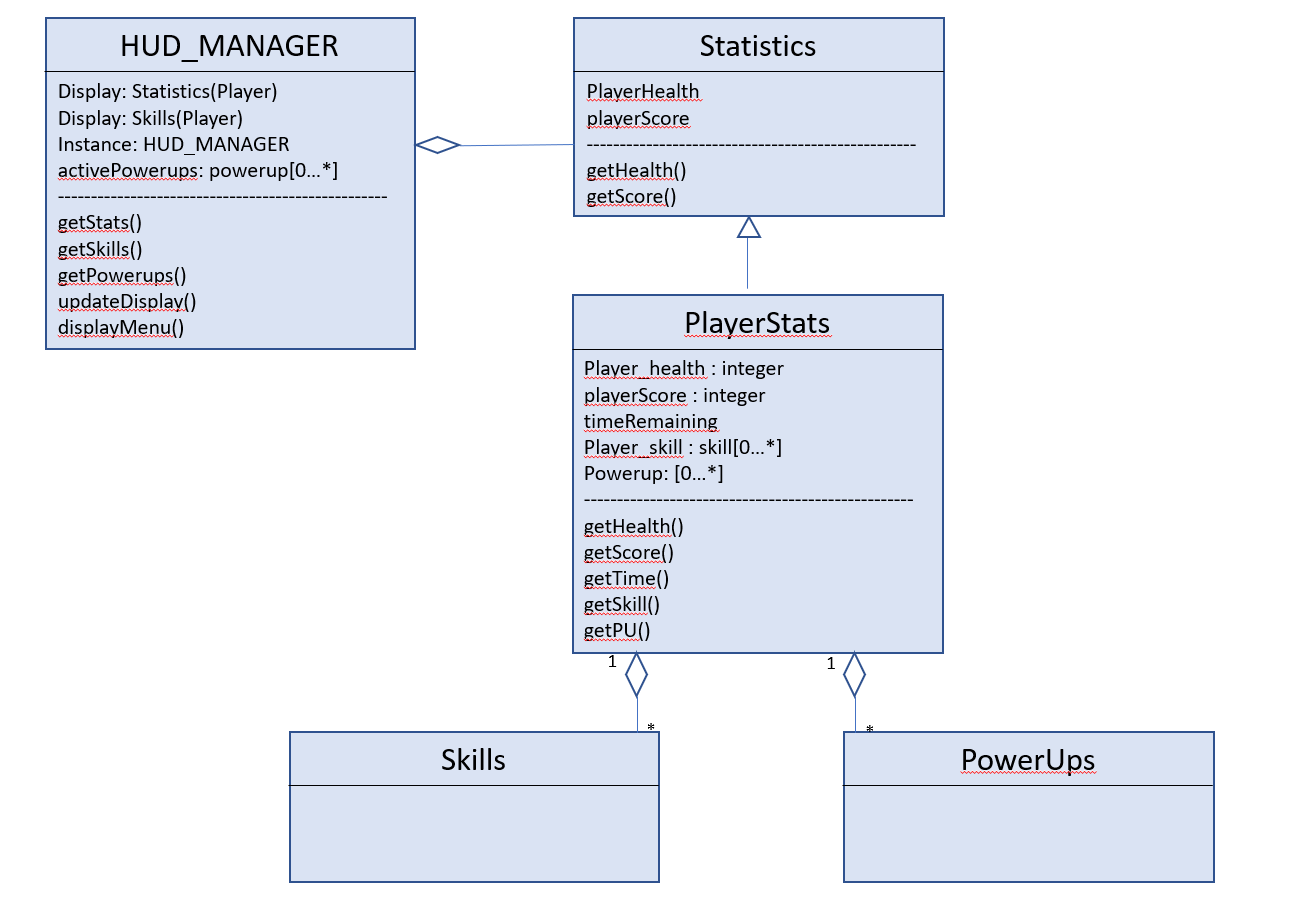 HUD_MANAGER
Display: Statistics(Player)
Display: Skills(Player)
Instance: HUD_MANAGER
activePowerups: powerup[0...*]
--------------------------------------------------
getStats()
getSkills()
getPowerups()
updateDisplay()
displayMenu()
Statistics
PlayerHealth
playerScore
--------------------------------------------------
getHealth()
getScore()
PlayerStats
Player_health : integer
playerScore : integer
timeRemaining
Player_skill : skill[0...*]
Powerup: [0...*]
--------------------------------------------------
getHealth()
getScore()
getTime()
getSkill()
getPU()
1
1
*
*
Skills
PowerUps